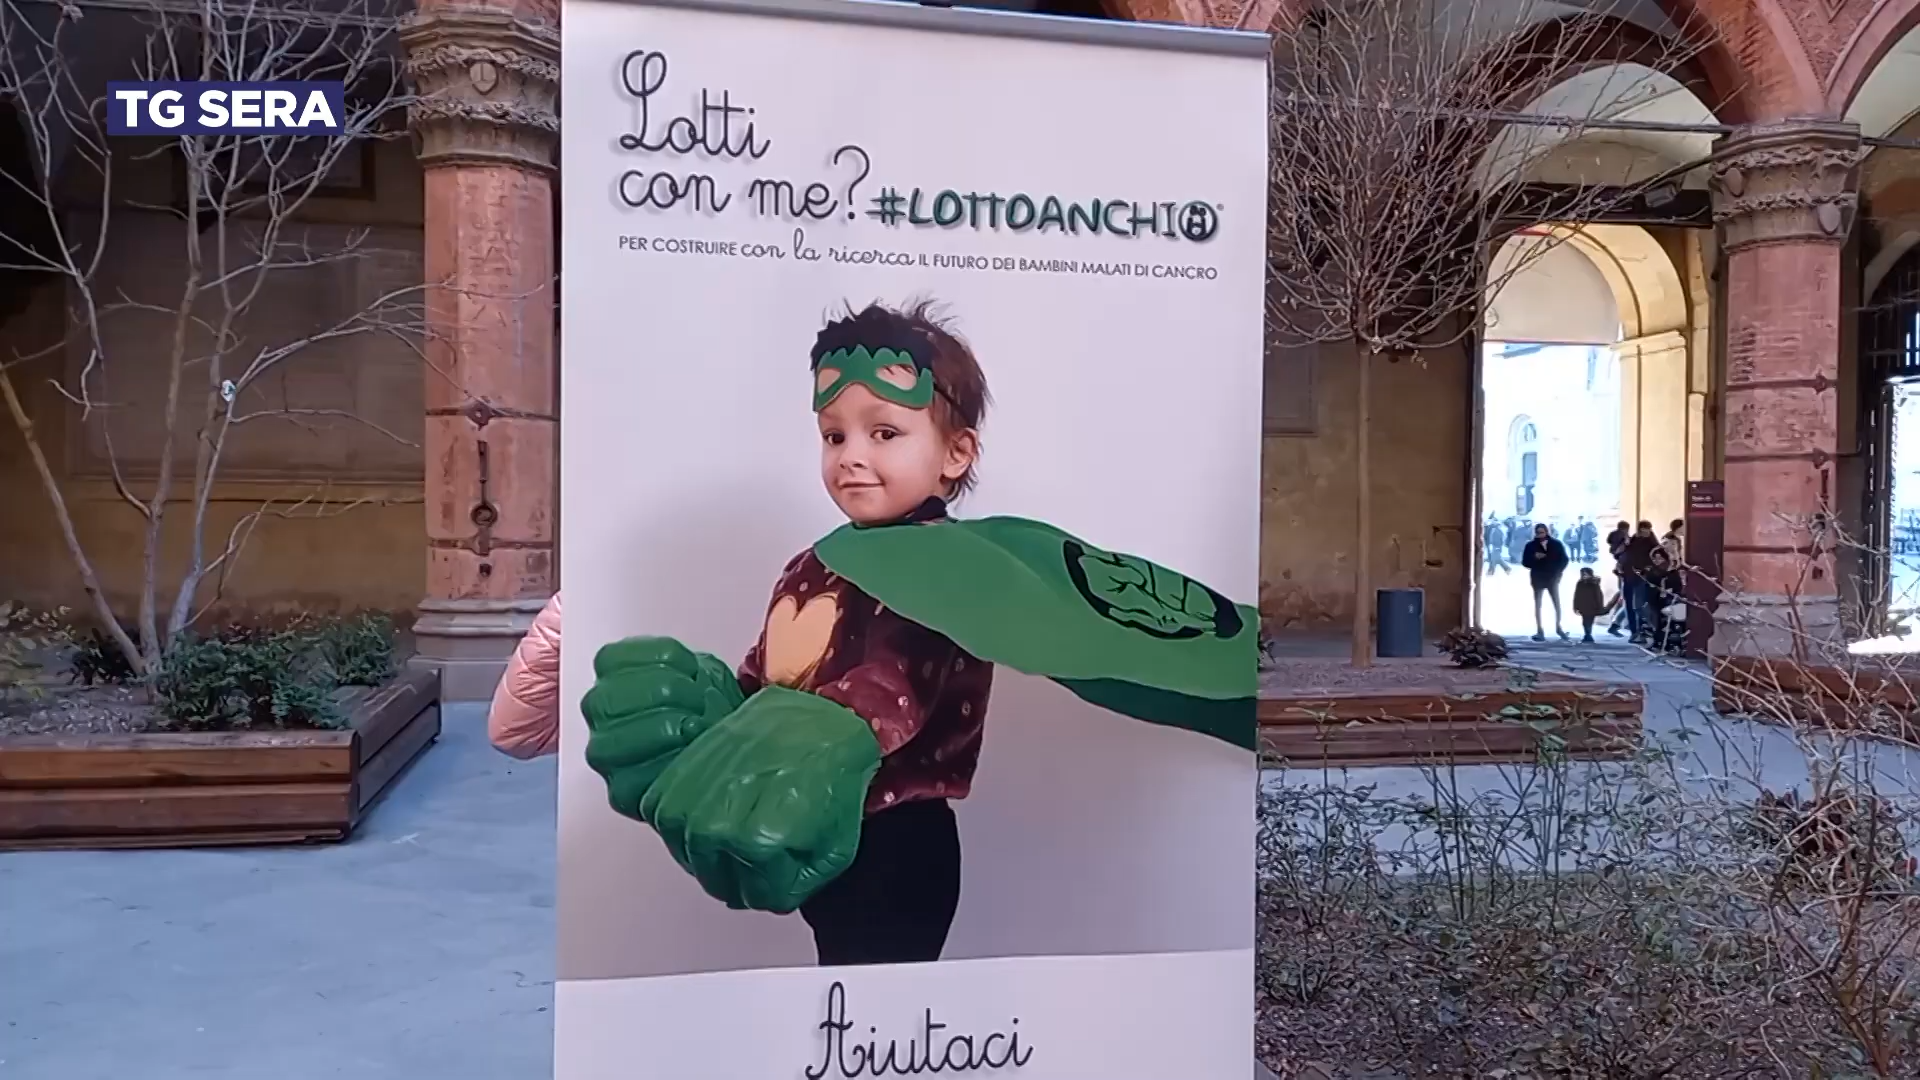 TG SERA
Lotti
con me? #LOTTOANCHIO
PER COSTRUIRE con la ricerca IL FUTURO DEI BAMBINI MALATI DI CANCRO
Aiutaci